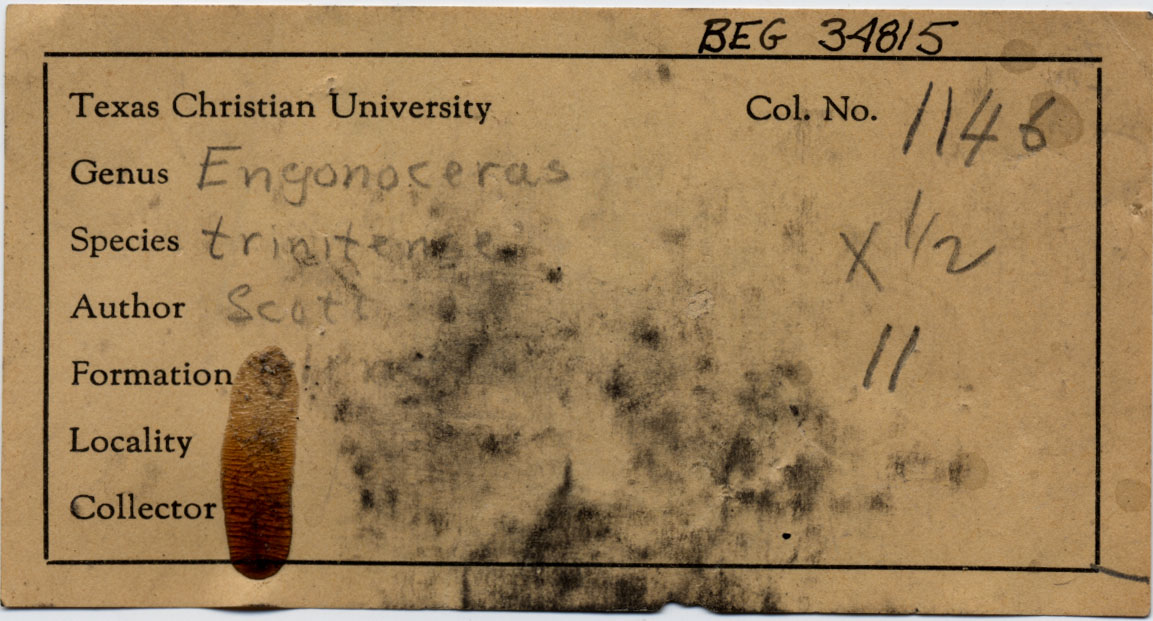 BEG 34815
Texas Christian University Col. No. 1146
Genus Engonoceras
Species trinitense X 1/2
Author Scott
Formation 11
Locality
Collector